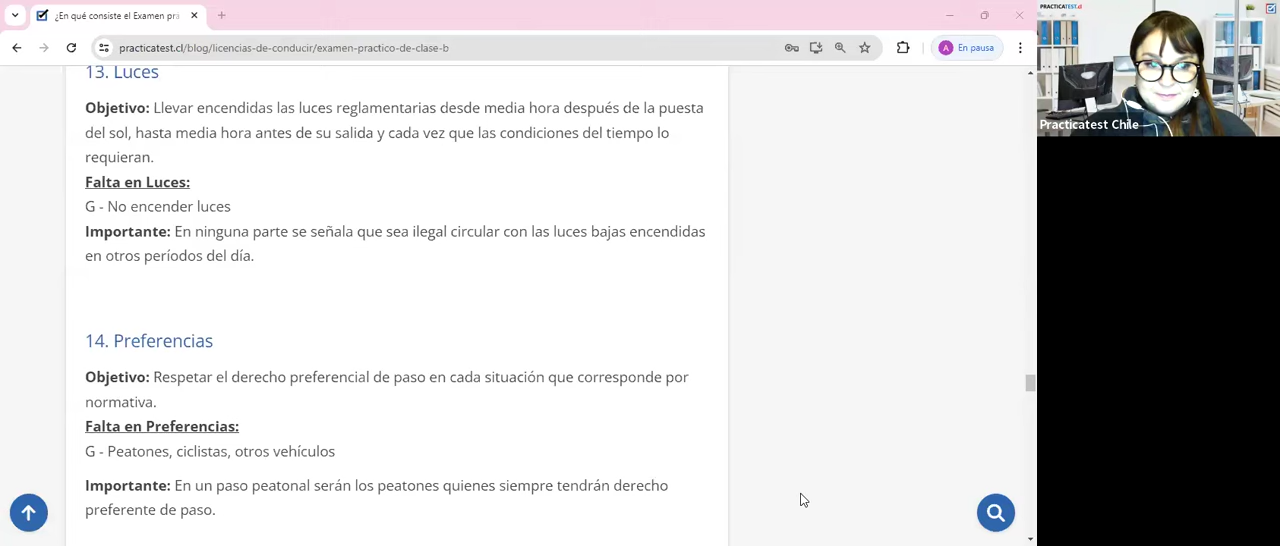 ¿En qué consiste el Examen pra
practicatest.cl/blog/licencias-de-conducir/examen-practico-de-clase-b
A
En pausa
PRACTICATEST.cl
Practicatest Chile
13. Luces
Objetivo: Llevar encendidas las luces reglamentarias desde media hora después de la puesta
del sol, hasta media hora antes de su salida y cada vez que las condiciones del tiempo lo
requieran.
Falta en Luces:
G - No encender luces
Importante: En ninguna parte se señala que sea ilegal circular con las luces bajas encendidas
en otros períodos del día.
14. Preferencias
Objetivo: Respetar el derecho preferencial de paso en cada situación que corresponde por
normativa.
Falta en Preferencias:
G - Peatones, ciclistas, otros vehículos
Importante: En un paso peatonal serán los peatones quienes siempre tendrán derecho
preferente de paso.